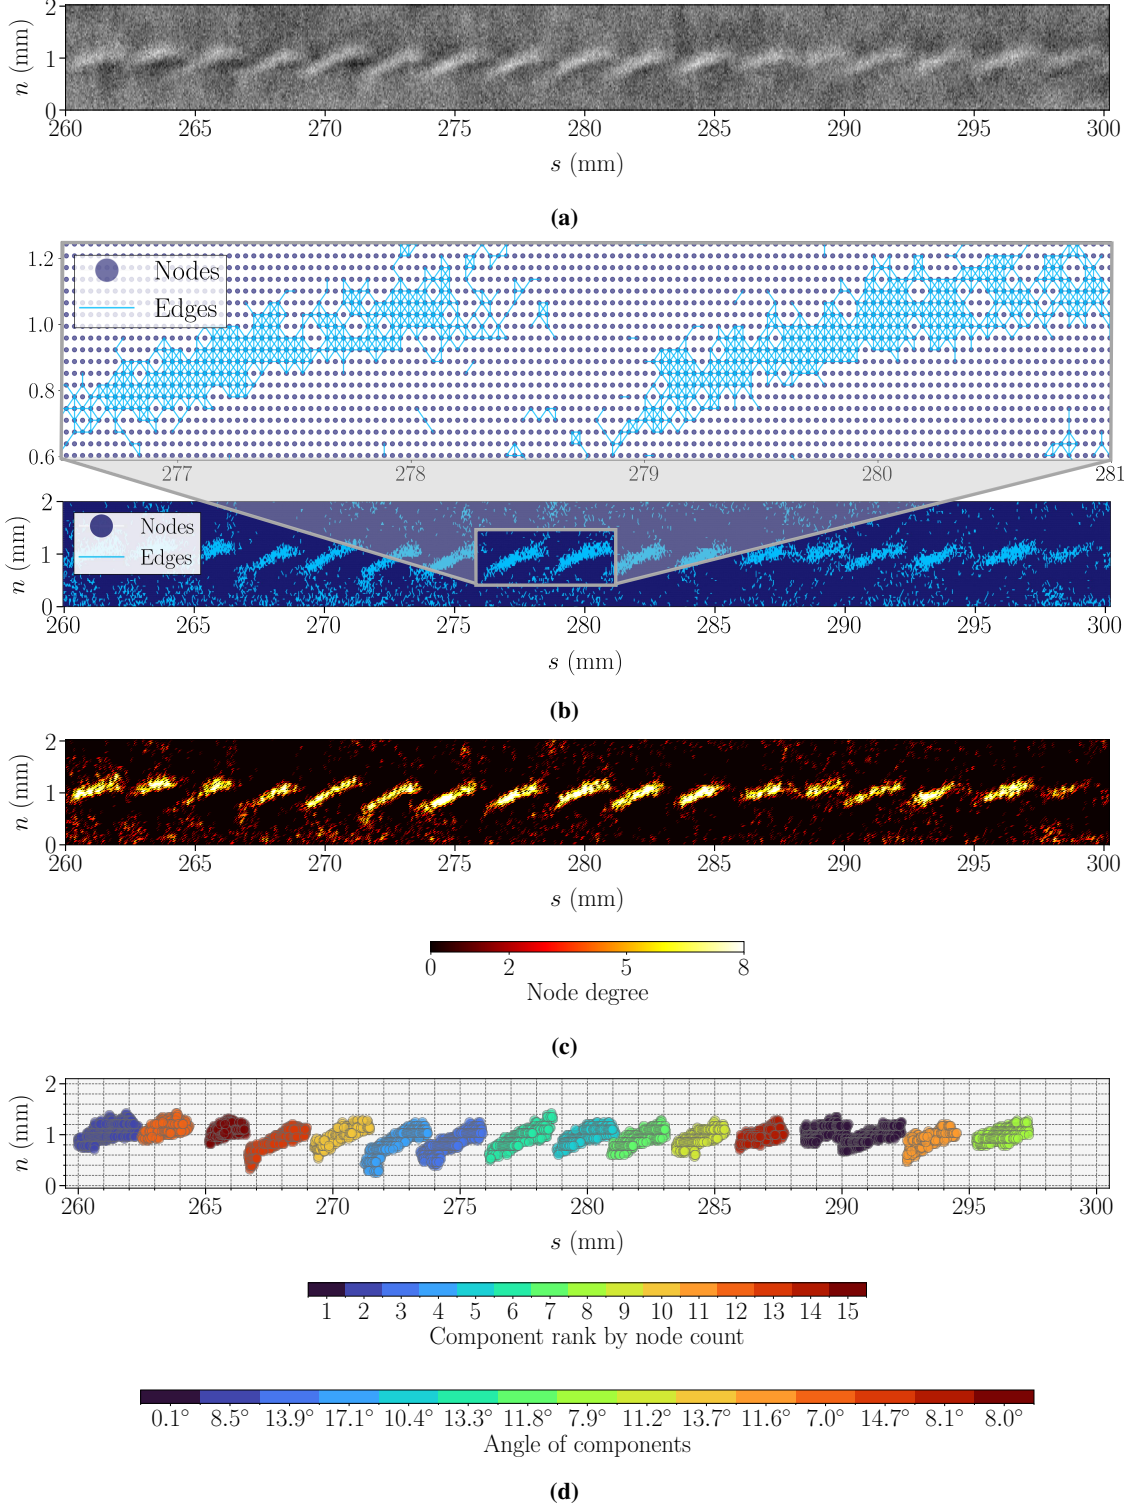 2
1
0
n (mm)
260 265 270 275 280 285 290 295 300
s (mm)
(a)
1.2
1.0
0.8
0.6
Nodes
Edges
277 278 279 280 281
2
1
0
n (mm)
Nodes
Edges
260 265 270 275 280 285 290 295 300
s (mm)
(b)
2
1
0
n (mm)
260 265 270 275 280 285 290 295 300
s (mm)
0 2 5 8
Node degree
(c)
2
1
0
n (mm)
260 265 270 275 280 285 290 295 300
s (mm)
1 2 3 4 5 6 7 8 9 10 11 12 13 14 15
Component rank by node count
0.1° 8.5° 13.9° 17.1° 10.4° 13.3° 11.8° 7.9° 11.2° 13.7° 11.6° 7.0° 14.7° 8.1° 8.0°
Angle of components
(d)